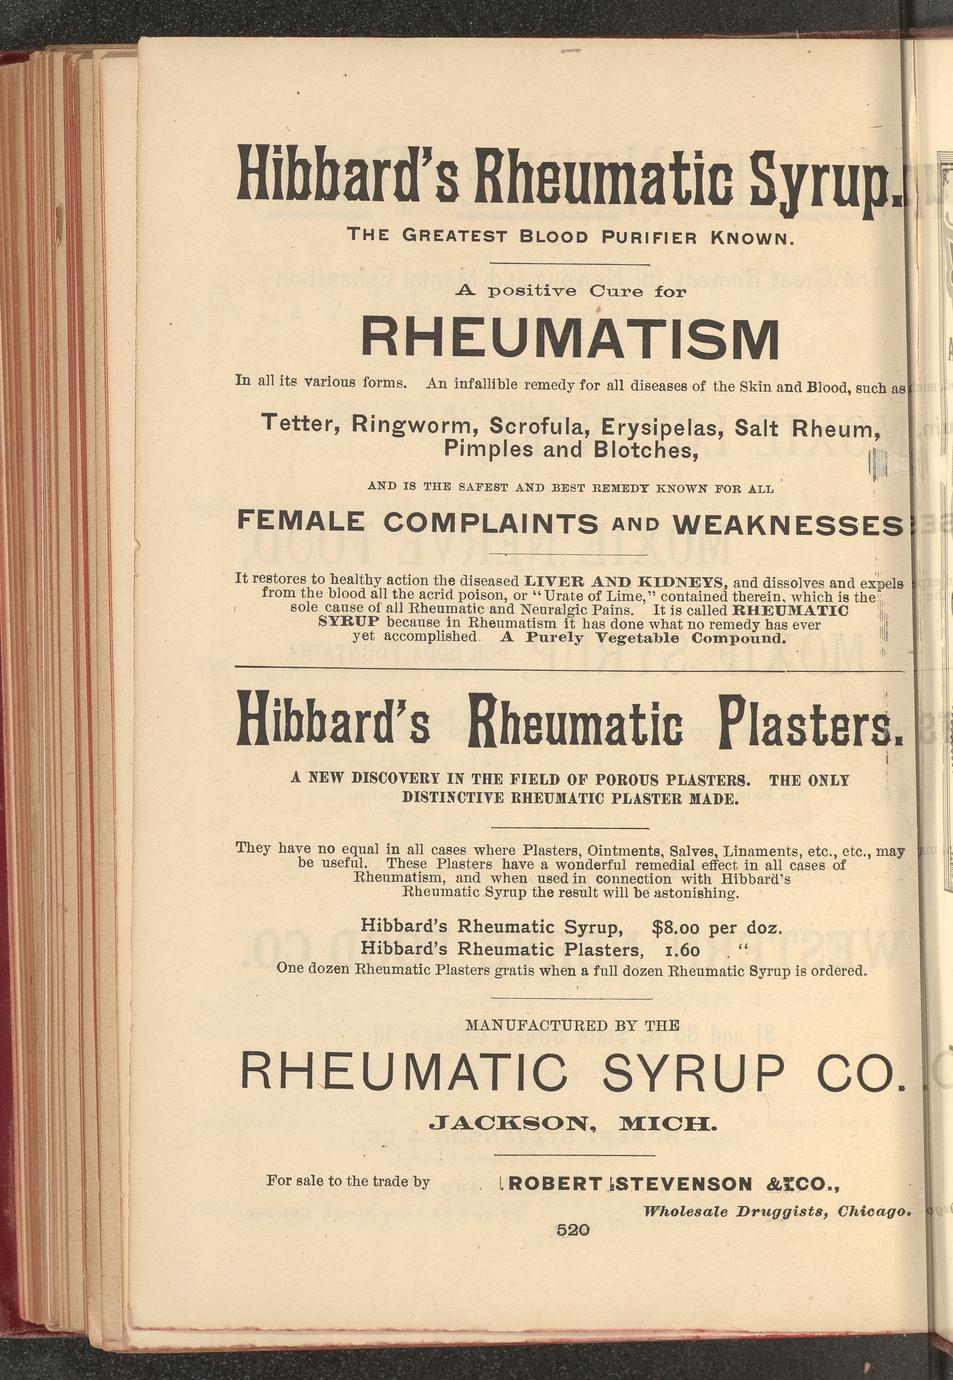 Hibbard's Rheumatic Syrup.
THE GREATEST BLOOD PURIFIER KNOWN.
A positive Cure for
RHEUMATISM
In all its various forms. An infallible remedy for all diseases of the Skin and Blood, such as
Tetter, Ringworm, Scrofula, Erysipelas, Salt Rheum,
Pimples and Blotches,
AND IS THE SAFEST AND BEST REMEDY KNOWN FOR ALL
FEMALE COMPLAINTS AND WEAKNESSES
It restores to healthy action the diseased LIVER AND KIDNEYS, and dissolves and expels
from the blood all the acrid poison, or "Urate of Lime," contained therein, which is the
sole cause of all Rheumatic and Neuralgic Pains. It is called RHEUMATIC
SYRUP because in Rheumatism it has done what no remedy has ever
yet accomplished. A Purely Vegetable Compound.
Hibbard's Rheumatic Plasters.
A NEW DISCOVERY IN THE FIELD OF POROUS PLASTERS. THE ONLY
DISTINCTIVE RHEUMATIC PLASTER MADE.
They have no equal in all cases where Plasters, Ointments, Salves, Linaments, etc., etc., may
be useful. These Plasters have a wonderful remedial effect in all cases of
Rheumatism, and when used in connection with Hibbard's
Rheumatic Syrup the result will be astonishing.
Hibbard's Rheumatic Syrup, $8.00 per doz.
Hibbard's Rheumatic Plasters, 1.60 "
One dozen Rheumatic Plasters gratis when a full dozen Rheumatic Syrup is ordered.
MANUFACTURED BY THE
RHEUMATIC SYRUP CO.
JACKSON, MICH.
For sale to the trade by ROBERT STEVENSON & CO.,
Wholesale Druggists, Chicago.
520